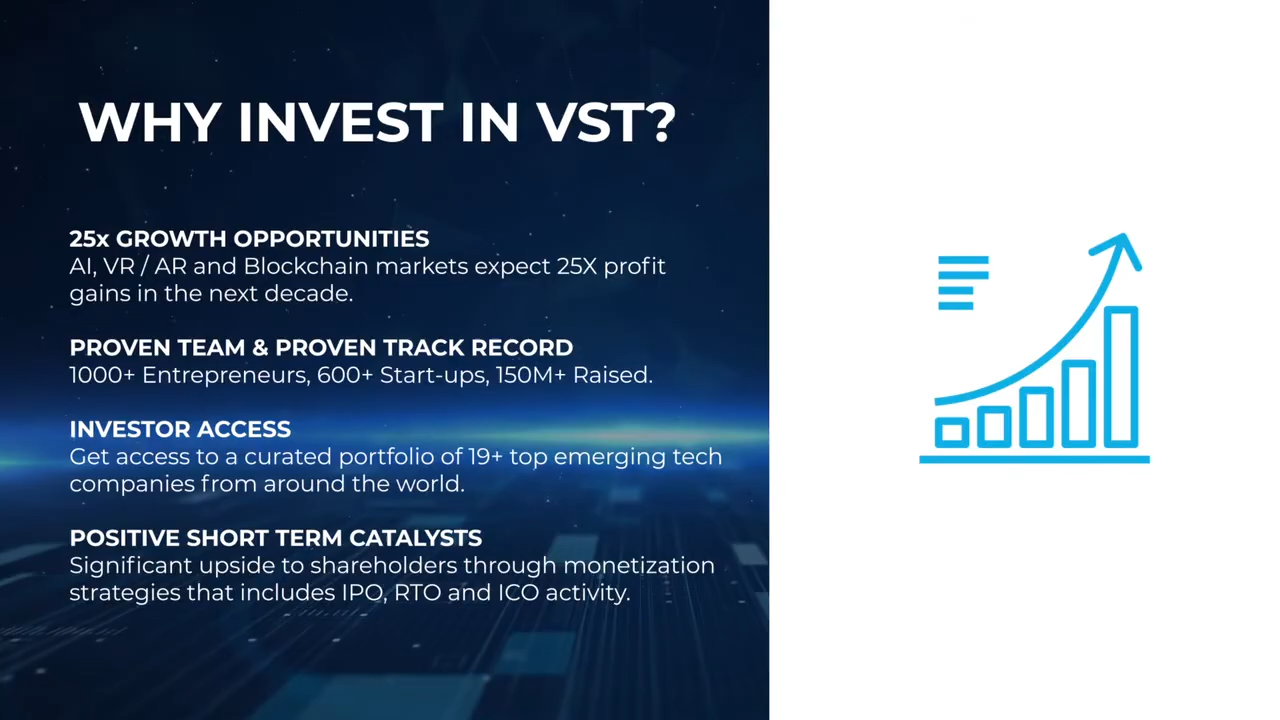 WHY INVEST IN VST?
25x GROWTH OPPORTUNITIES
AI, VR / AR and Blockchain markets expect 25X profit
gains in the next decade.
PROVEN TEAM & PROVEN TRACK RECORD
1000+ Entrepreneurs, 600+ Start-ups, 150M+ Raised.
INVESTOR ACCESS
Get access to a curated portfolio of 19+ top emerging tech
companies from around the world.
POSITIVE SHORT TERM CATALYSTS
Significant upside to shareholders through monetization
strategies that includes IPO, RTO and ICO activity.